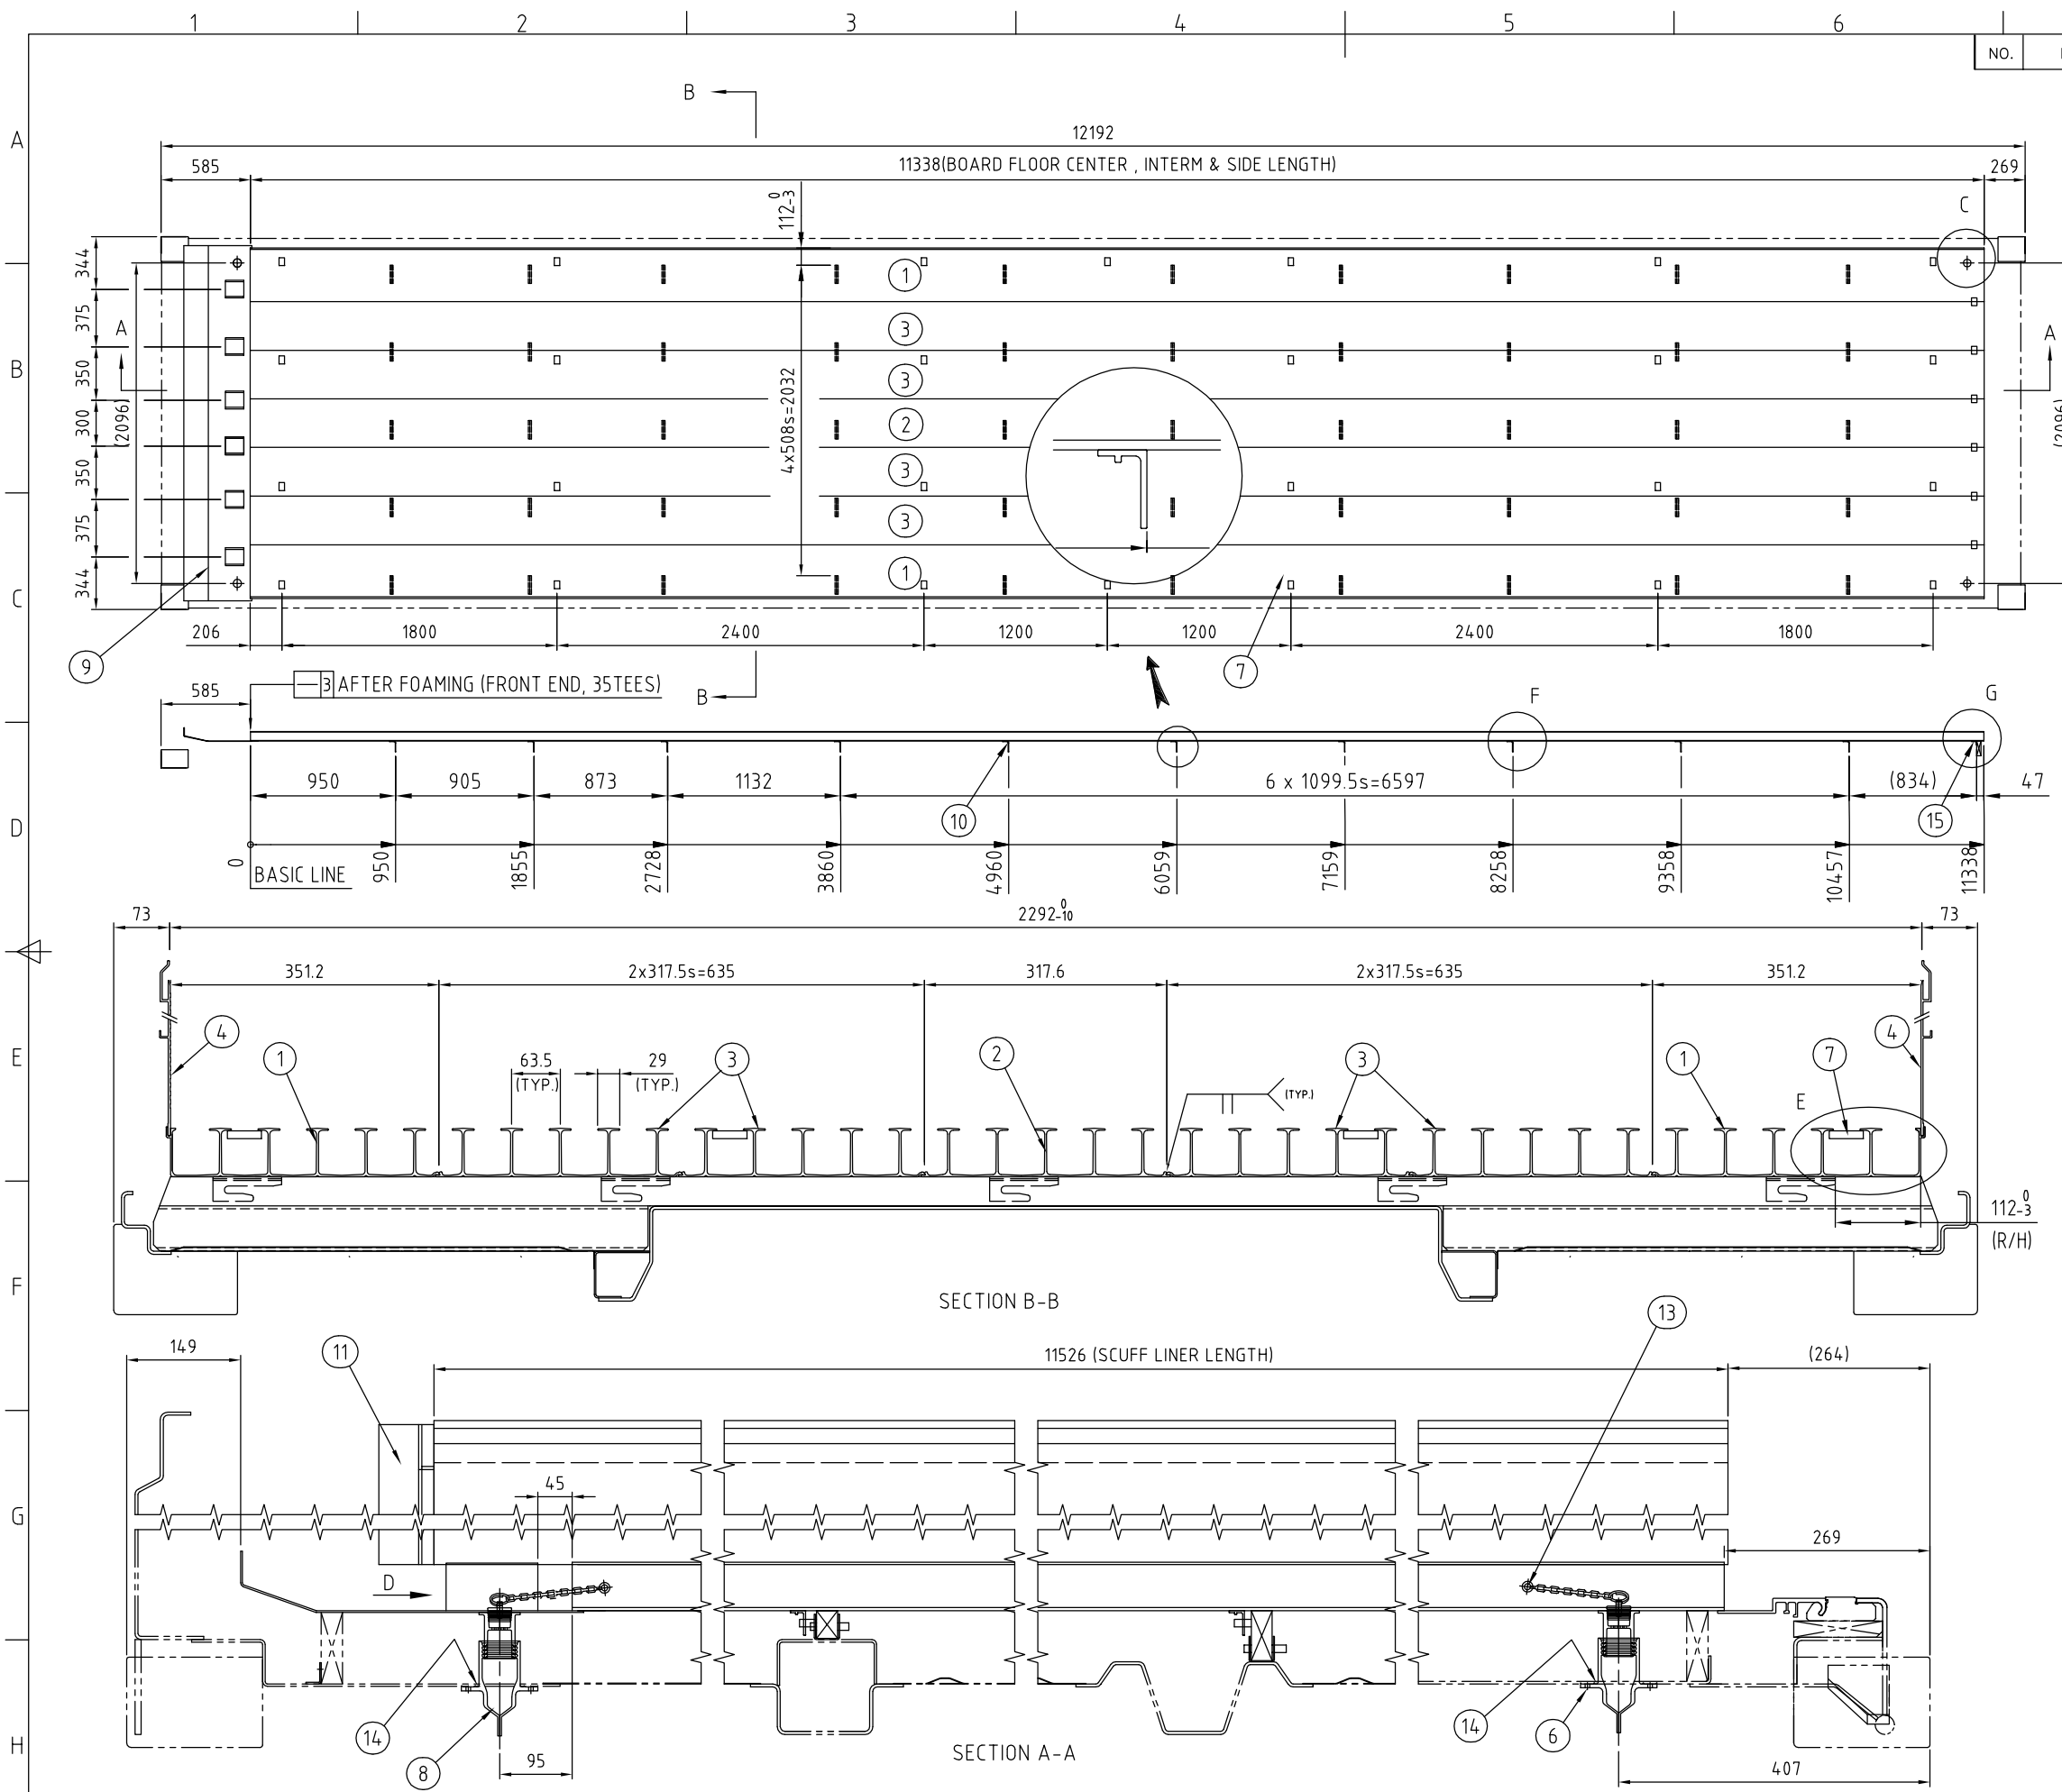 1 2 3 4 5 6
NO.
B
A
12192
585 11338(BOARD FLOOR CENTER , INTERM & SIDE LENGTH) 269
112 0 -3
C
344
1
375
3
A A
B
350
3
(2096) 4x508s=2032 (2096)
300
2
350
3
375
3
344
1
C
206 1800 2400 1200 1200 2400 1800
9 7
3 AFTER FOAMING (FRONT END, 35TEES)
B
585
F G
950 905 873 1132 6 x 1099.5s=6597 (834) 47
10 15
D
0 950 1855 2728 3860 4960 6059 7159 8258 9358 10457 11338
BASIC LINE
73 2292 0 -10 73
351.2 2x317.5s=635 317.6 2x317.5s=635 351.2
4 4
E
1 63.5 29 3 2 3 1 7
(TYP.) (TYP.) (TYP.)
E
112 0 -3
(R/H)
F
SECTION B-B
13
149 11 11526 (SCUFF LINER LENGTH) (264)
45
G
269
D
14 14 6
H
SECTION A-A
8 95 407